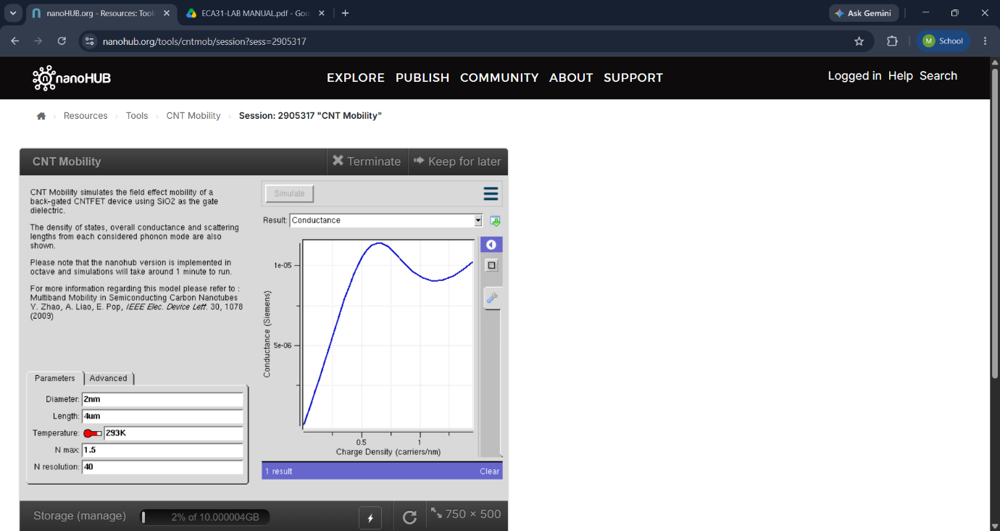 nanoHUB.org - Resources: Tool
ECA31-LAB MANUAL.pdf - Goo
Ask Gemini
nanohub.org/tools/cntmob/session?sess=2905317
M School
nanoHUB
EXPLORE PUBLISH COMMUNITY ABOUT SUPPORT
Logged in Help Search
Resources Tools CNT Mobility Session: 2905317 "CNT Mobility"
CNT Mobility
Terminate
Keep for later
CNT Mobility simulates the field effect mobility of a
back-gated CNTFET device using SiO2 as the gate
dielectric.
The density of states, overall conductance and scattering
lengths from each considered phonon mode are also
shown.
Please note that the nanohub version is implemented in
octave and simulations will take around 1 minute to run.
For more information regarding this model please refer to :
Multiband Mobility in Semiconducting Carbon Nanotubes
Y. Zhao, A. Liao, E. Pop, IEEE Elec. Device Lett. 30, 1078
(2009)
Parameters Advanced
Diameter: 2nm
Length: 4um
Temperature: 293K
N max: 1.5
N resolution: 40
Simulate
Result: Conductance
1e-05
5e-06
Conductance (Siemens)
0.5 1
Charge Density (carriers/nm)
1 result Clear
Storage (manage) 2% of 10.000004GB
750 × 500